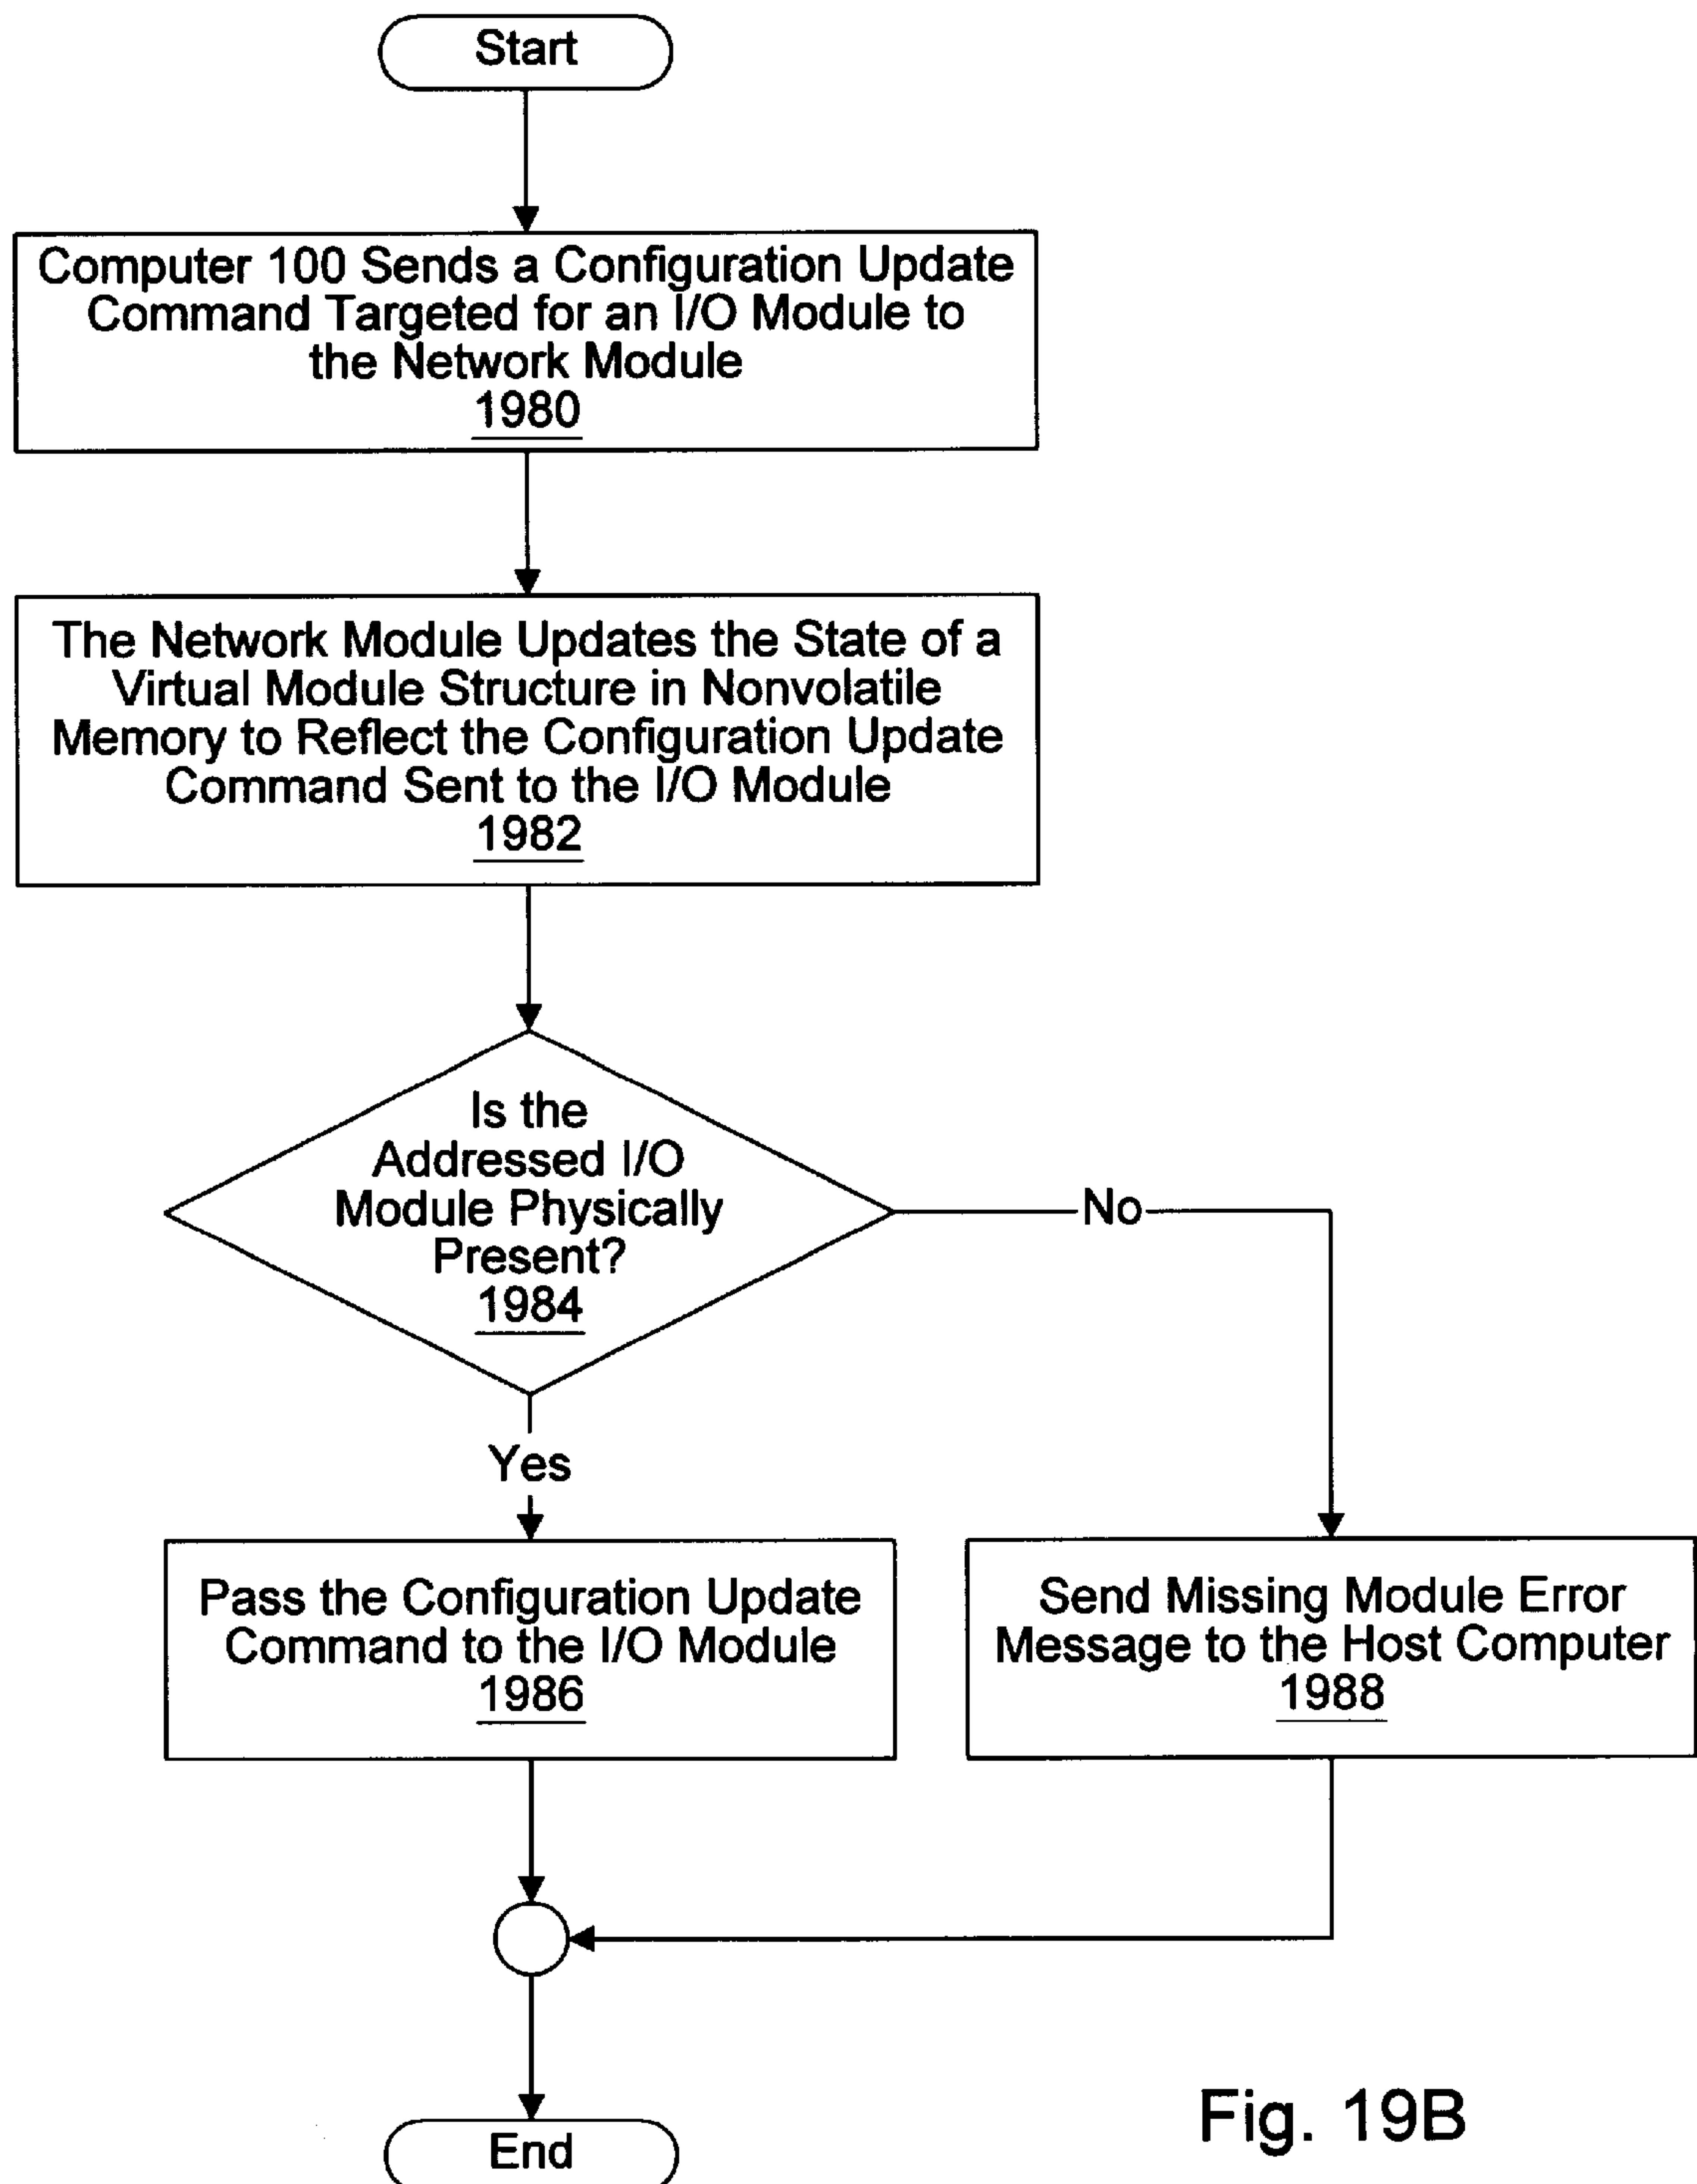 Start
Computer 100 Sends a Configuration Update
Command Targeted for an I/O Module to
the Network Module
1980
The Network Module Updates the State of a
Virtual Module Structure in Nonvolatile
Memory to Reflect the Configuration Update
Command Sent to the I/O Module
1982
Is the
Addressed I/O
Module Physically
Present?
1984
No
Yes
Pass the Configuration Update
Command to the I/O Module
1986
Send Missing Module Error
Message to the Host Computer
1988
End
Fig. 19B